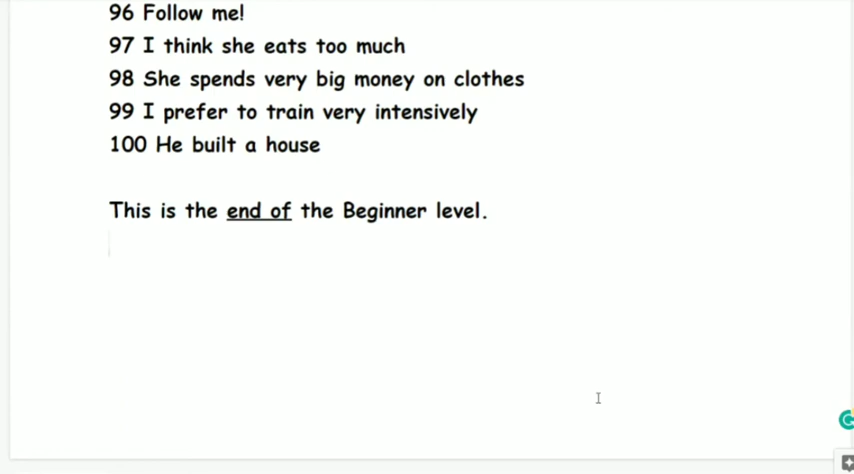 96 Follow me!
97 I think she eats too much
98 She spends very big money on clothes
99 I prefer to train very intensively
100 He built a house
This is the end of the Beginner level.